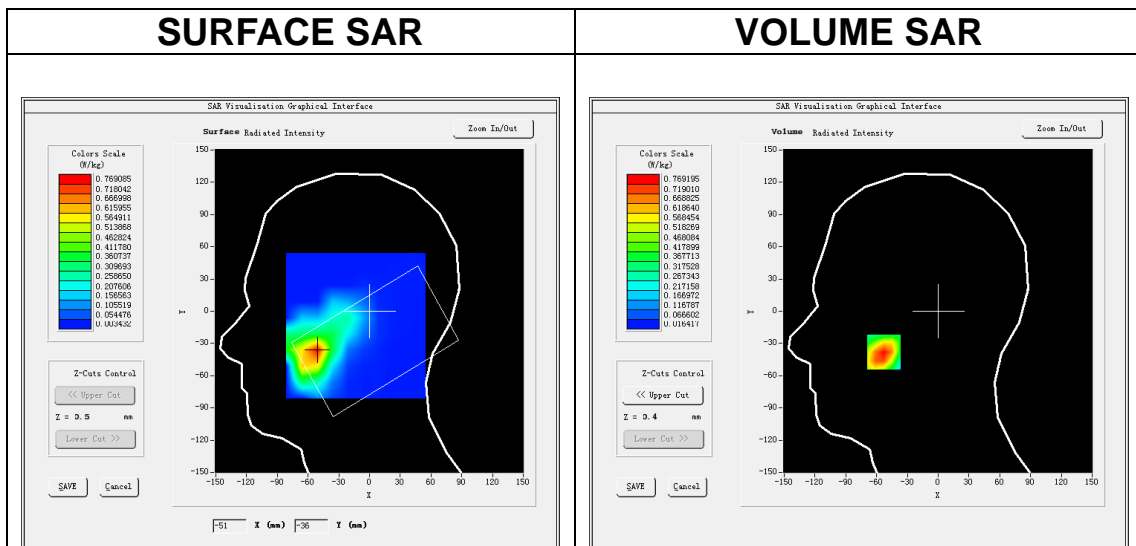 SURFACE SAR
VOLUME SAR
SAR Visualisation Graphical Interface
Surface Radiated Intensity
Zoom In/Out
Colors Scale
(W/kg)
0.769085
0.718042
0.666998
0.615955
0.564911
0.513868
0.462824
0.411780
0.360737
0.309693
0.258650
0.207606
0.156563
0.105519
0.054476
0.003432
Z-Cuts Control
<< Upper Cut
Z = 0.5 mm
Lower Cut >>
SAVE
Cancel
150
120
90
60
30
0
-30
-60
-90
-120
-150
Y
-150 -120 -90 -60 -30 0 30 60 90 120 150
X
-51 X (mm) -36 Y (mm)
SAR Visualisation Graphical Interface
Volume Radiated Intensity
Zoom In/Out
Colors Scale
(W/kg)
0.769195
0.719010
0.668825
0.618640
0.568454
0.518269
0.468084
0.417899
0.367713
0.317528
0.267343
0.217158
0.166972
0.116787
0.066602
0.016417
Z-Cuts Control
<< Upper Cut
Z = 0.4 mm
Lower Cut >>
SAVE
Cancel
150
120
90
60
30
0
-30
-60
-90
-120
-150
Y
-150 -120 -90 -60 -30 0 30 60 90 120 150
X